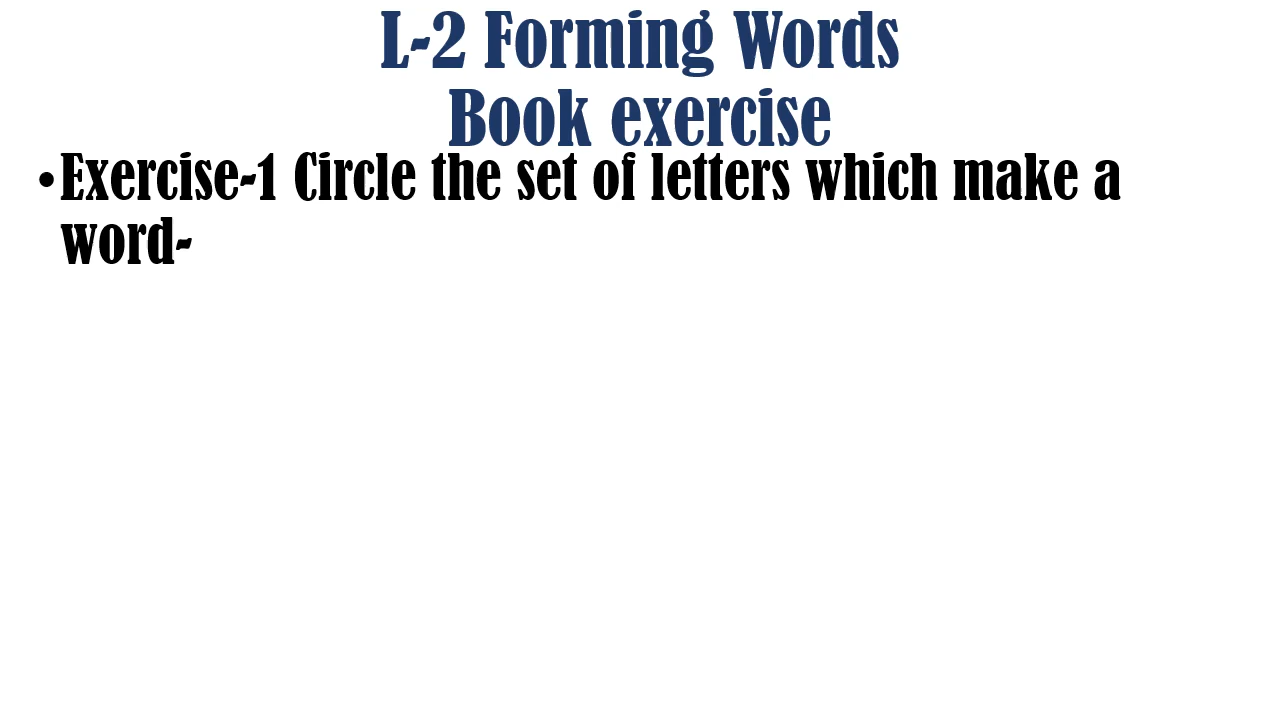 L-2 Forming Words
Book exercise
•Exercise-1 Circle the set of letters which make a
word-